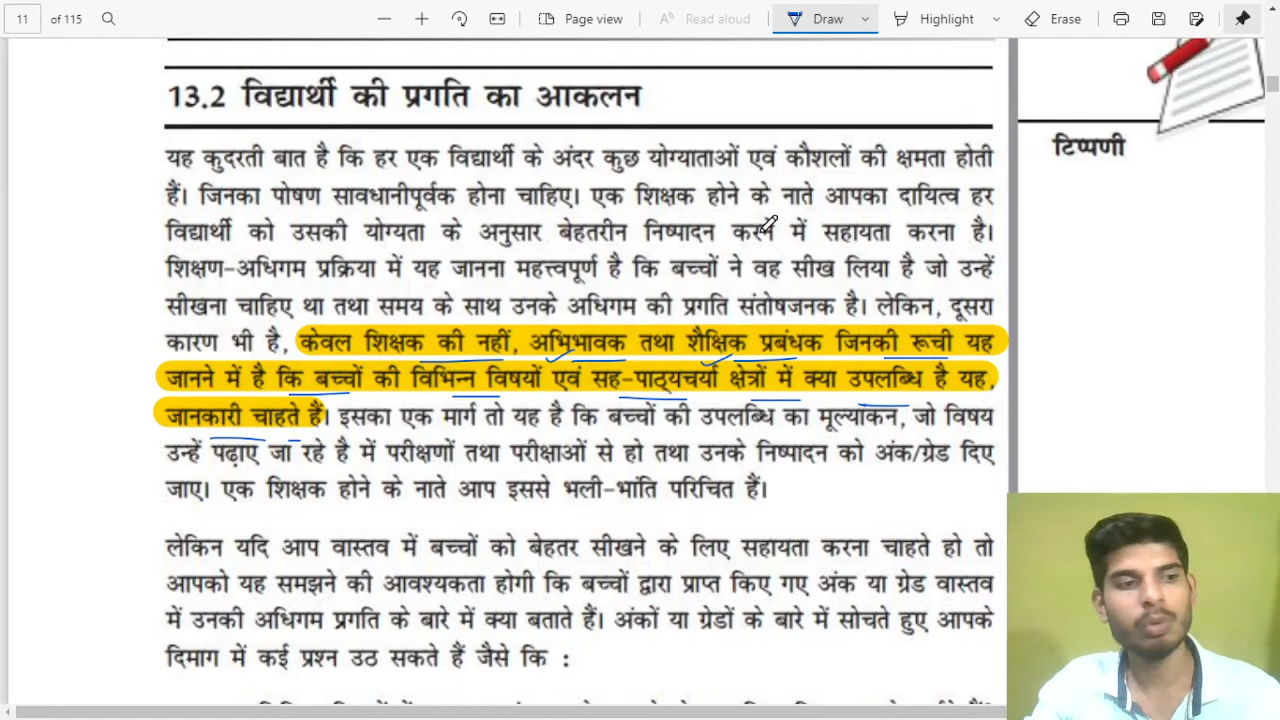 11 of 115 Page view Read aloud Draw Highlight Erase
13.2 विद्यार्थी की प्रगति का आकलन
टिप्पणी
यह कुदरती बात है कि हर एक विद्यार्थी के अंदर कुछ योग्यताओं एवं कौशलों की क्षमता होती
हैं। जिनका पोषण सावधानीपूर्वक होना चाहिए। एक शिक्षक होने के नाते आपका दायित्व हर
विद्यार्थी को उसकी योग्यता के अनुसार बेहतरीन निष्पादन करने में सहायता करना है।
शिक्षण-अधिगम प्रक्रिया में यह जानना महत्त्वपूर्ण है कि बच्चों ने वह सीख लिया है जो उन्हें
सीखना चाहिए था तथा समय के साथ उनके अधिगम की प्रगति संतोषजनक है। लेकिन, दूसरा
कारण भी है, केवल शिक्षक की नहीं, अभिभावक तथा शैक्षिक प्रबंधक जिनकी रूची यह
जानने में है कि बच्चों की विभिन्न विषयों एवं सह-पाठ्यचर्या क्षेत्रों में क्या उपलब्धि है यह,
जानकारी चाहते हैं। इसका एक मार्ग तो यह है कि बच्चों की उपलब्धि का मूल्यांकन, जो विषय
उन्हें पढ़ाए जा रहे है में परीक्षणों तथा परीक्षाओं से हो तथा उनके निष्पादन को अंक/ग्रेड दिए
जाए। एक शिक्षक होने के नाते आप इससे भली-भांति परिचित हैं।
लेकिन यदि आप वास्तव में बच्चों को बेहतर सीखने के लिए सहायता करना चाहते हो तो
आपको यह समझने की आवश्यकता होगी कि बच्चों द्वारा प्राप्त किए गए अंक या ग्रेड वास्तव
में उनकी अधिगम प्रगति के बारे में क्या बताते हैं। अंकों या ग्रेडों के बारे में सोचते हुए आपके
दिमाग में कई प्रश्न उठ सकते हैं जैसे कि :